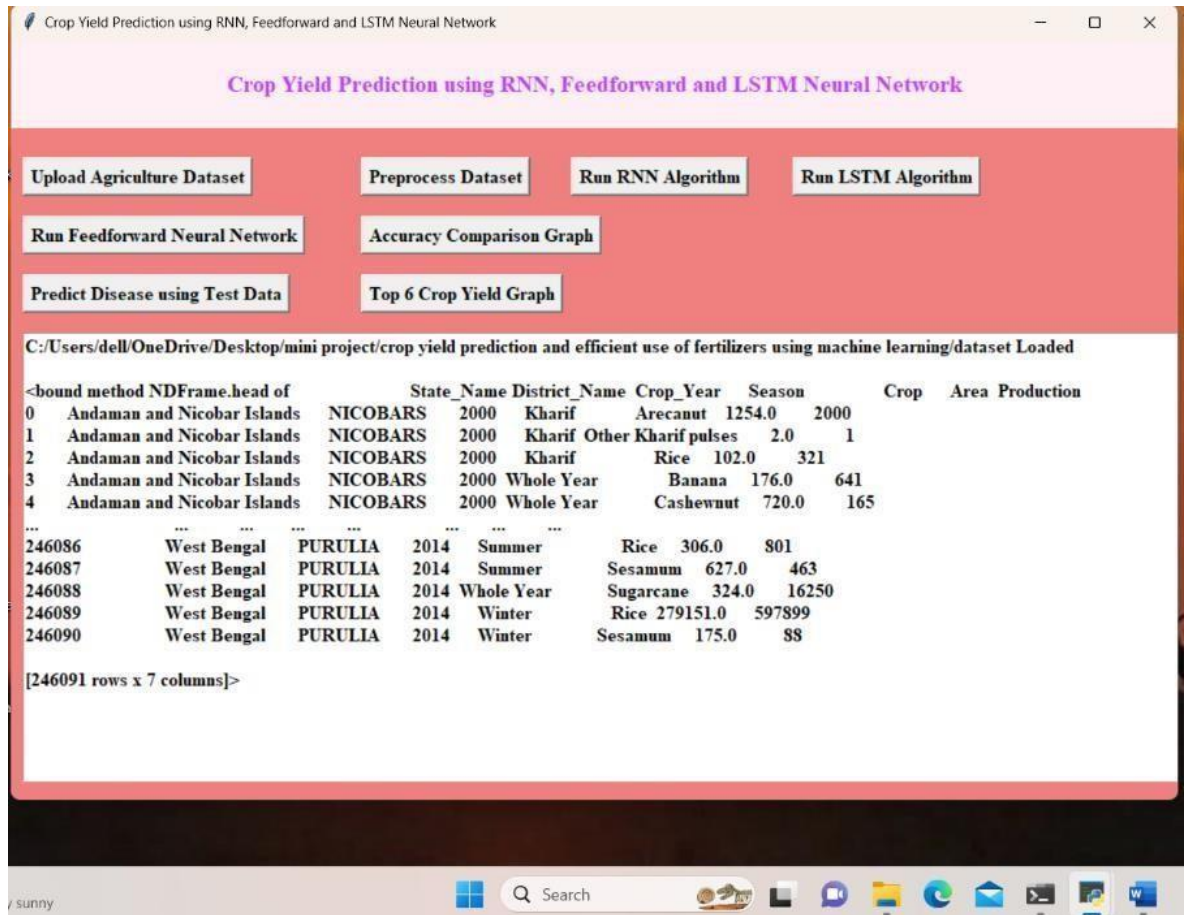 Crop Yield Prediction using RNN, Feedforward and LSTM Neural Network
Crop Yield Prediction using RNN, Feedforward and LSTM Neural Network
Upload Agriculture Dataset Preprocess Dataset Run RNN Algorithm Run LSTM Algorithm
Run Feedforward Neural Network Accuracy Comparison Graph
Predict Disease using Test Data Top 6 Crop Yield Graph
C:/Users/dell/OneDrive/Desktop/mini project/crop yield prediction and efficient use of fertilizers using machine learning/dataset Loaded
<bound method NDFrame.head of State_Name District_Name Crop_Year Season Crop Area Production
0 Andaman and Nicobar Islands NICOBARS 2000 Kharif Arecanut 1254.0 2000
1 Andaman and Nicobar Islands NICOBARS 2000 Kharif Other Kharif pulses 2.0 1
2 Andaman and Nicobar Islands NICOBARS 2000 Kharif Rice 102.0 321
3 Andaman and Nicobar Islands NICOBARS 2000 Whole Year Banana 176.0 641
4 Andaman and Nicobar Islands NICOBARS 2000 Whole Year Cashewnut 720.0 165
... ... ... ... ... ... ... ...
246086 West Bengal PURULIA 2014 Summer Rice 306.0 801
246087 West Bengal PURULIA 2014 Summer Sesamum 627.0 463
246088 West Bengal PURULIA 2014 Whole Year Sugarcane 324.0 16250
246089 West Bengal PURULIA 2014 Winter Rice 279151.0 597899
246090 West Bengal PURULIA 2014 Winter Sesamum 175.0 88
[246091 rows x 7 columns]>
sunny Search